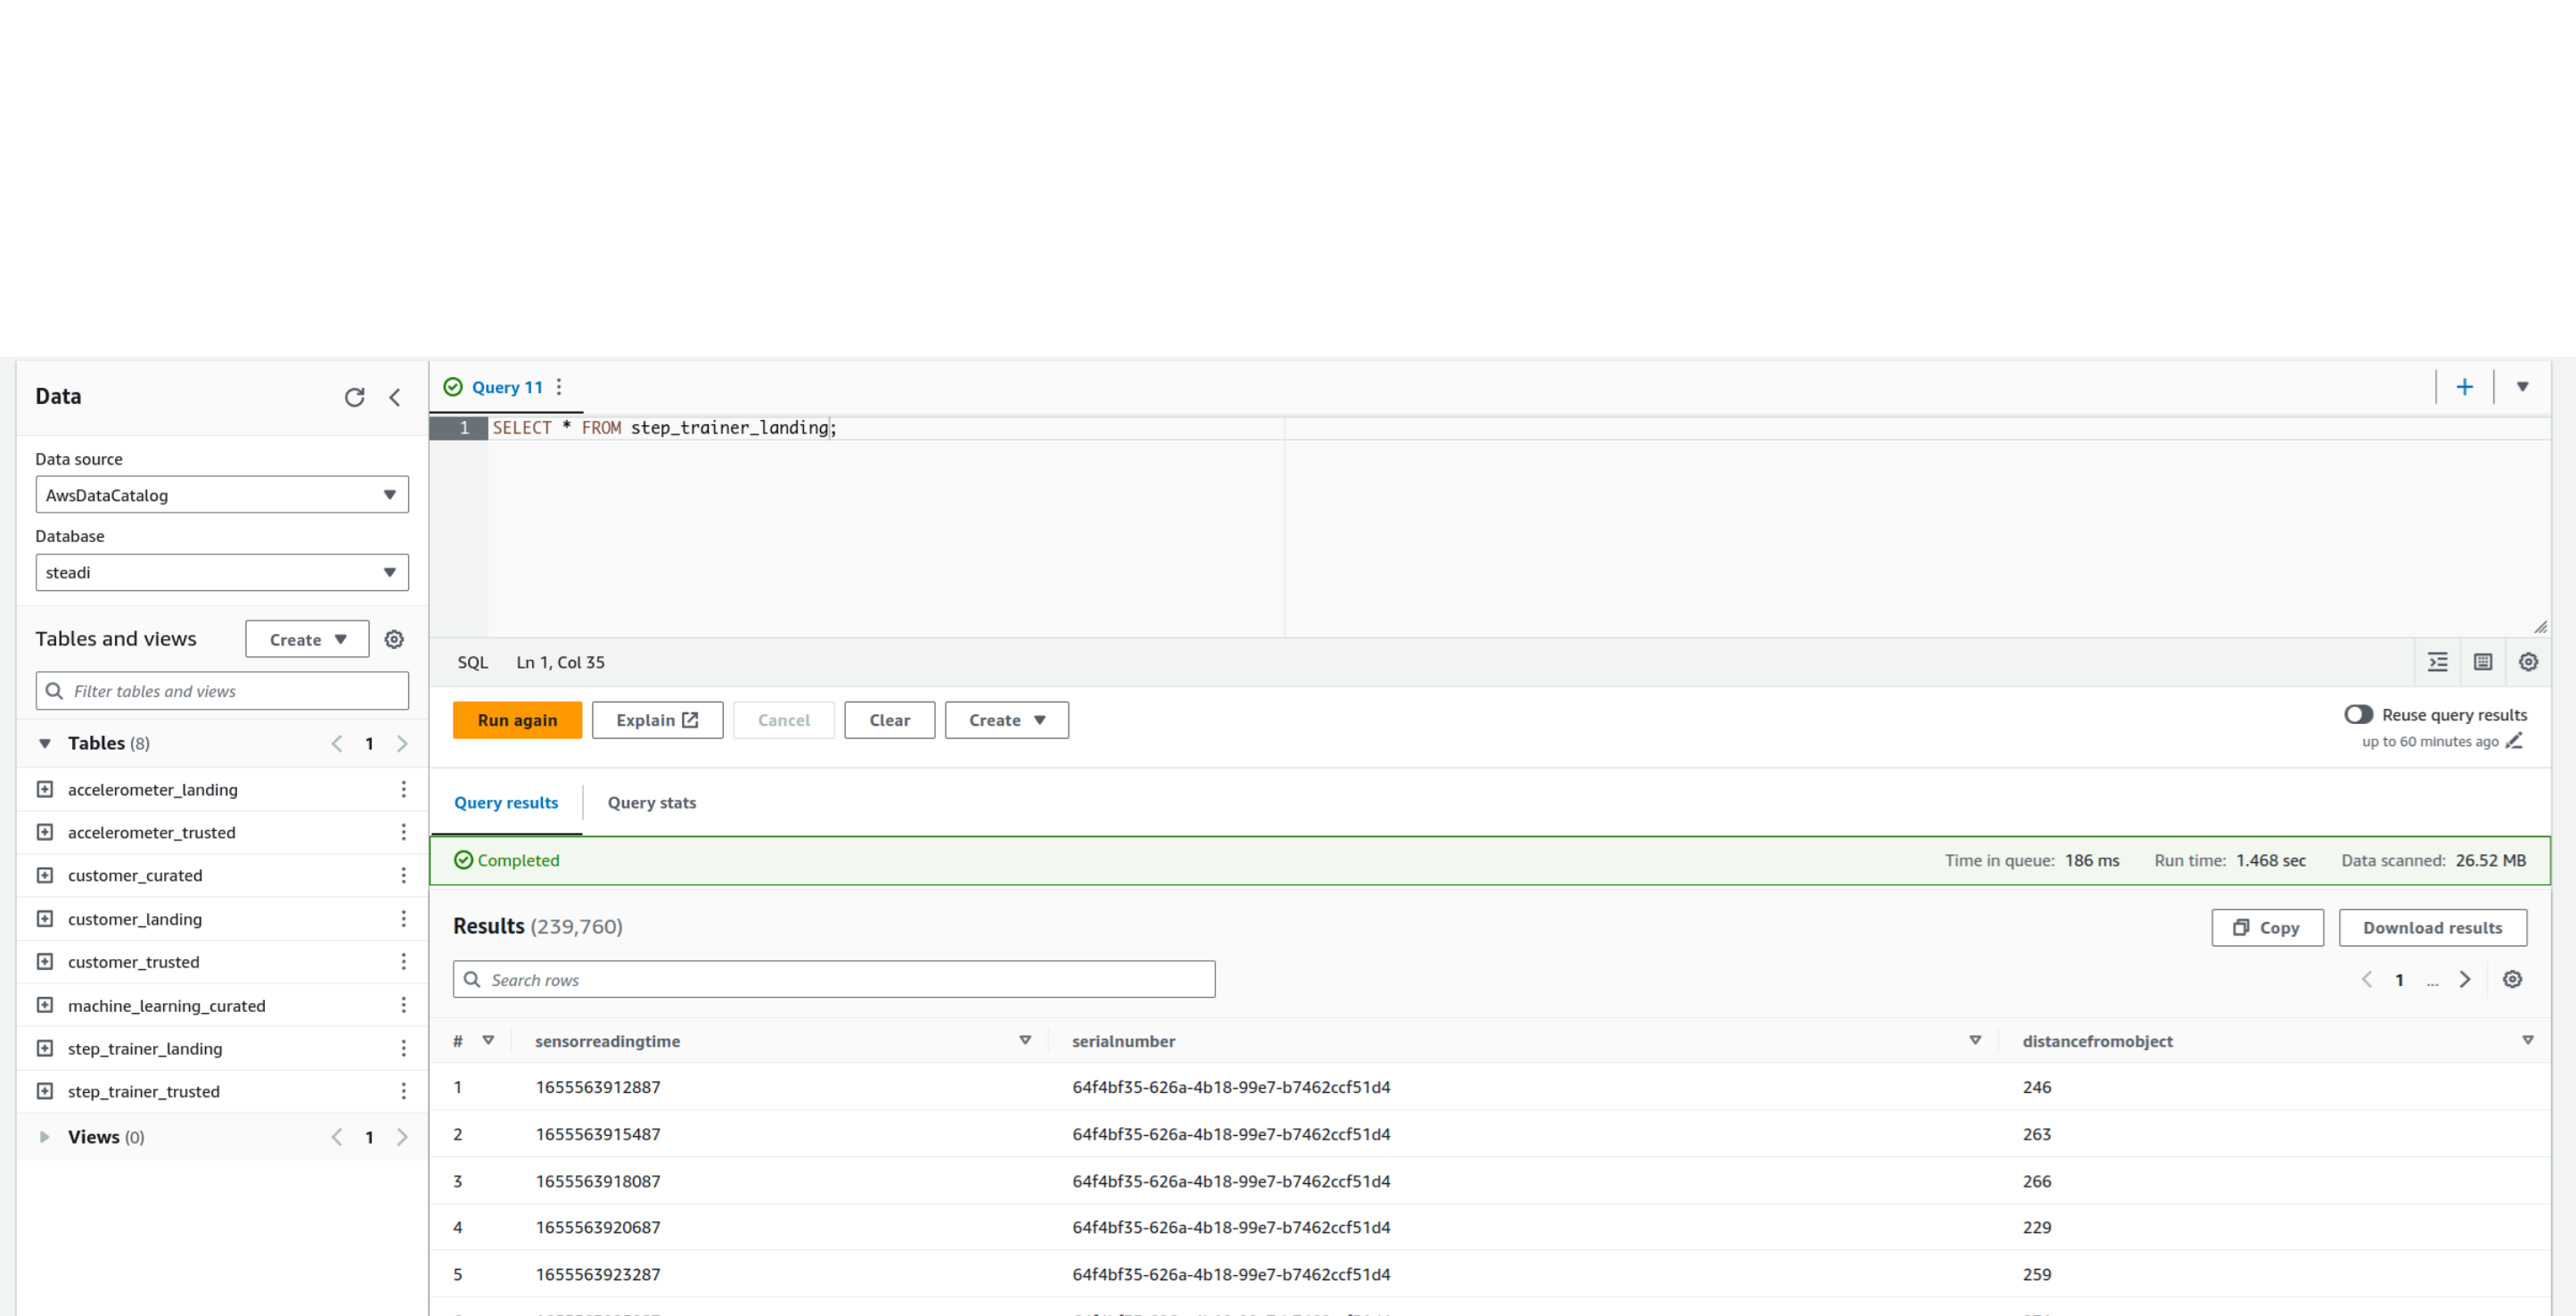 Data
Data source
AwsDataCatalog
Database
steadi
Tables and views
Create
Filter tables and views
Tables (8)
1
accelerometer_landing
accelerometer_trusted
customer_curated
customer_landing
customer_trusted
machine_learning_curated
step_trainer_landing
step_trainer_trusted
Views (0)
1
Query 11
1 SELECT * FROM step_trainer_landing;
SQL Ln 1, Col 35
Run again Explain Cancel Clear Create
Reuse query results
up to 60 minutes ago
Query results Query stats
Completed Time in queue: 186 ms Run time: 1.468 sec Data scanned: 26.52 MB
Results (239,760) Copy Download results
Search rows 1 ...
# sensorreadingtime serialnumber distancefromobject
1 1655563912887 64f4bf35-626a-4b18-99e7-b7462ccf51d4 246
2 1655563915487 64f4bf35-626a-4b18-99e7-b7462ccf51d4 263
3 1655563918087 64f4bf35-626a-4b18-99e7-b7462ccf51d4 266
4 1655563920687 64f4bf35-626a-4b18-99e7-b7462ccf51d4 229
5 1655563923287 64f4bf35-626a-4b18-99e7-b7462ccf51d4 259